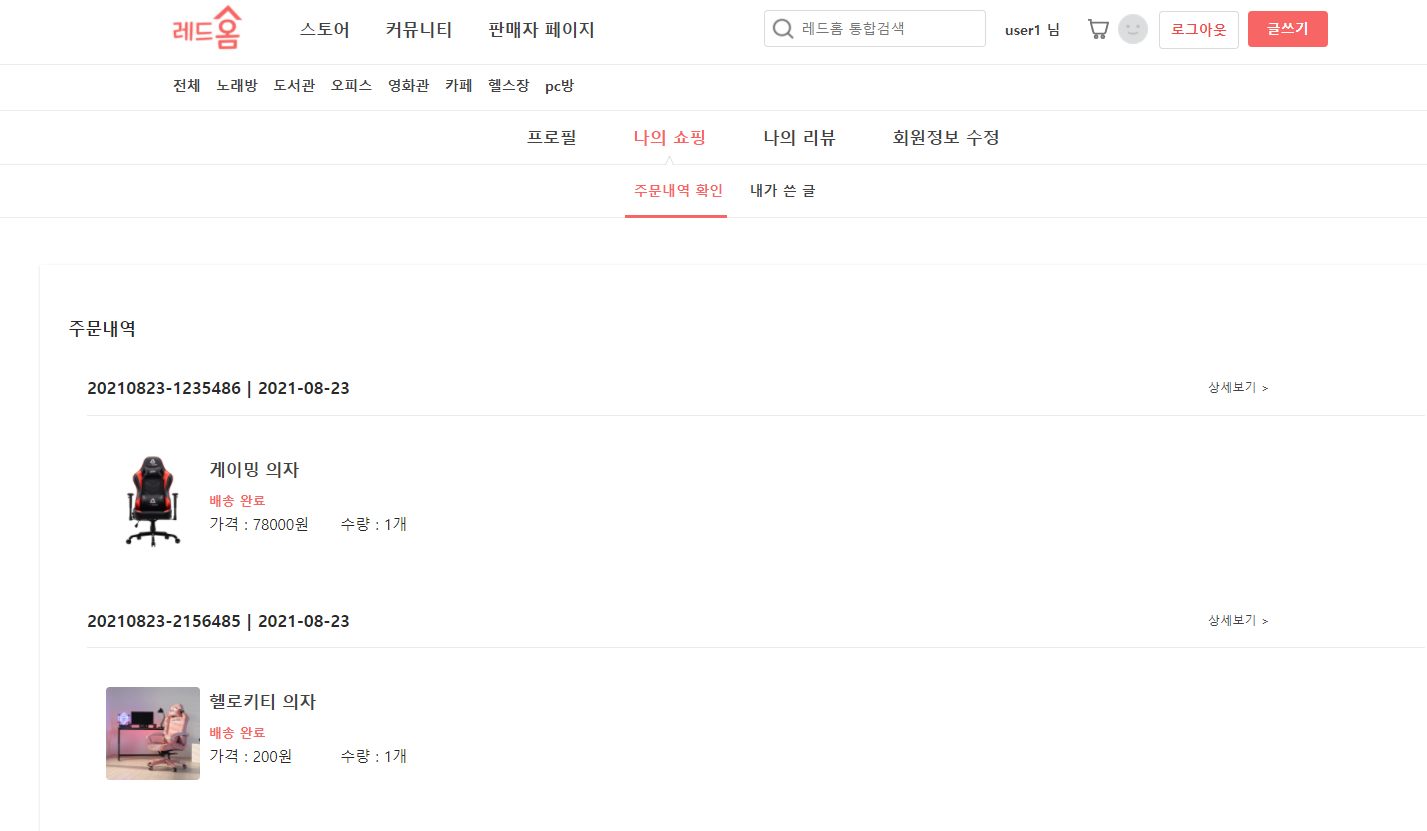 레드홈 스토어 커뮤니티 판매자 페이지 레드홈 통합검색 user1 님 로그아웃 글쓰기
전체 노래방 도서관 오피스 영화관 카페 헬스장 pc방
프로필 나의 쇼핑 나의 리뷰 회원정보 수정
주문내역 확인 내가 쓴 글
주문내역
20210823-1235486 | 2021-08-23 상세보기 >
게이밍 의자
배송 완료
가격 : 78000원 수량 : 1개
20210823-2156485 | 2021-08-23 상세보기 >
헬로키티 의자
배송 완료
가격 : 200원 수량 : 1개